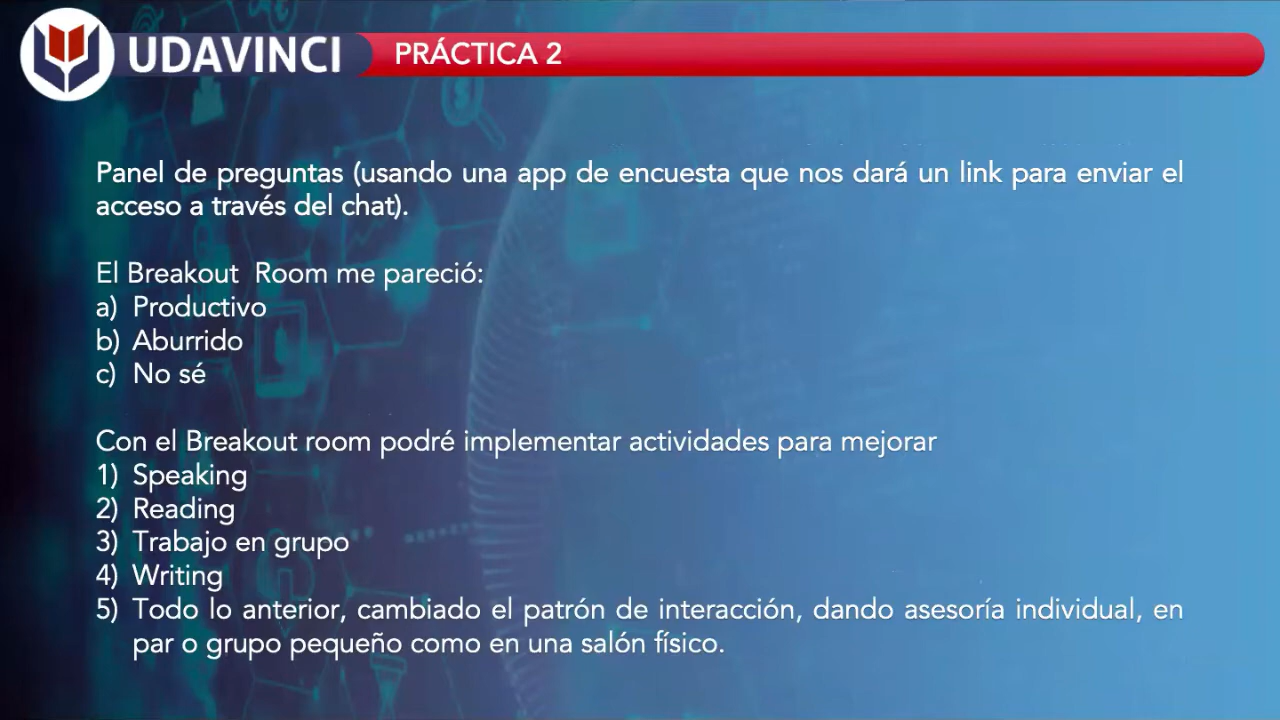 UDAVINCI
PRÁCTICA 2
Panel de preguntas (usando una app de encuesta que nos dará un link para enviar el
acceso a través del chat).
El Breakout Room me pareció:
a) Productivo
b) Aburrido
c) No sé
Con el Breakout room podré implementar actividades para mejorar
1) Speaking
2) Reading
3) Trabajo en grupo
4) Writing
5) Todo lo anterior, cambiado el patrón de interacción, dando asesoría individual, en
par o grupo pequeño como en una salón físico.